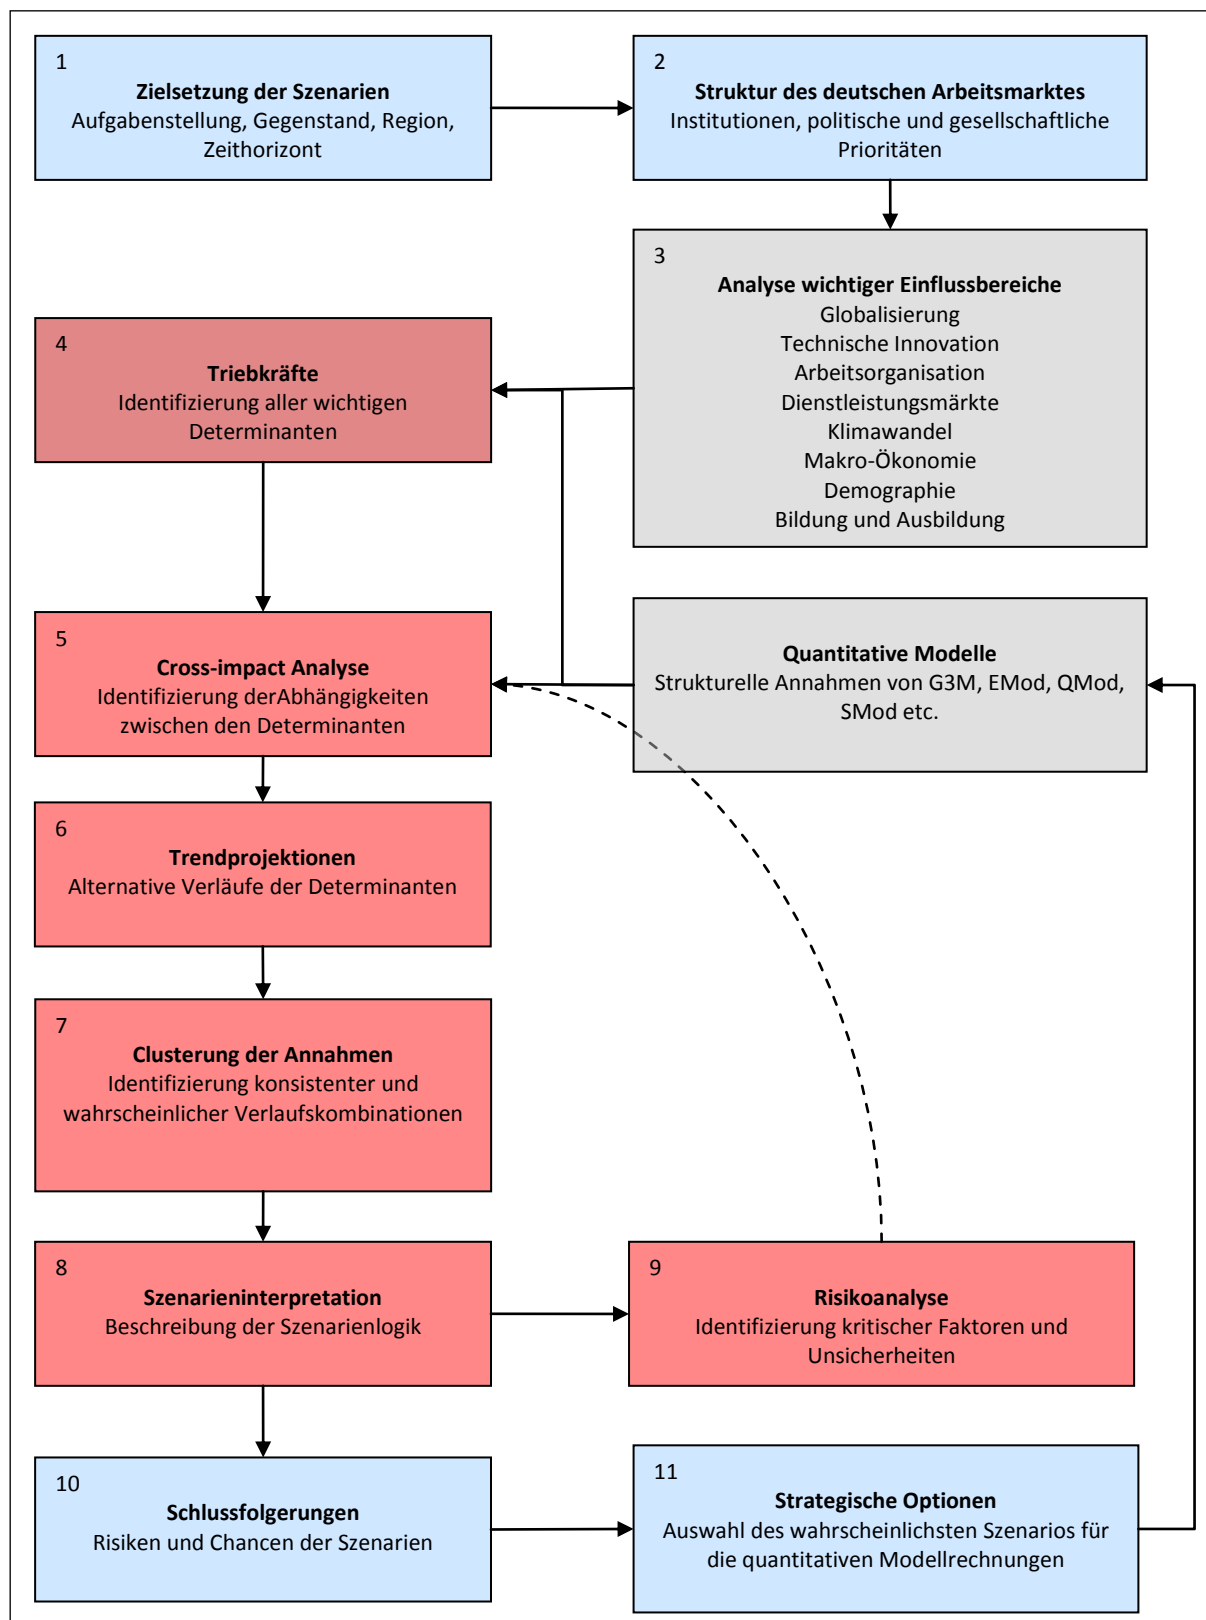 1
Zielsetzung der Szenarien
Aufgabenstellung, Gegenstand, Region,
Zeithorizont
2
Struktur des deutschen Arbeitsmarktes
Institutionen, politische und gesellschaftliche
Prioritäten
3
Analyse wichtiger Einflussbereiche
Globalisierung
Technische Innovation
Arbeitsorganisation
Dienstleistungsmärkte
Klimawandel
Makro-Ökonomie
Demographie
Bildung und Ausbildung
4
Triebkräfte
Identifizierung aller wichtigen
Determinanten
5
Cross-impact Analyse
Identifizierung derAbhängigkeiten
zwischen den Determinanten
Quantitative Modelle
Strukturelle Annahmen von G3M, EMod, QMod,
SMod etc.
6
Trendprojektionen
Alternative Verläufe der Determinanten
7
Clusterung der Annahmen
Identifizierung konsistenter und
wahrscheinlicher Verlaufskombinationen
8
Szenarieninterpretation
Beschreibung der Szenarienlogik
9
Risikoanalyse
Identifizierung kritischer Faktoren und
Unsicherheiten
10
Schlussfolgerungen
Risiken und Chancen der Szenarien
11
Strategische Optionen
Auswahl des wahrscheinlichsten Szenarios für
die quantitativen Modellrechnungen